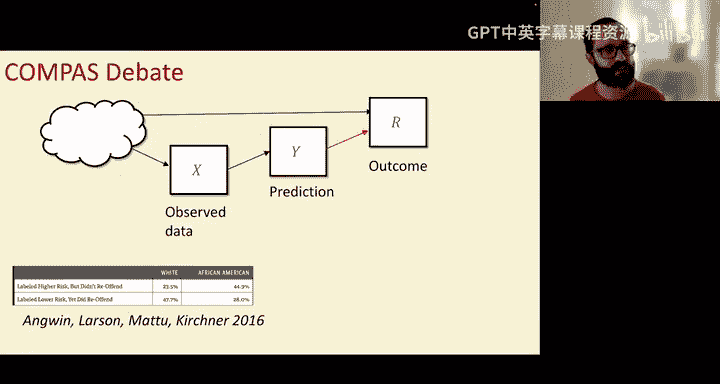 GPT中英字幕课程资源
COMPAS Debate
R
Y
X
Outcome
Prediction
Observed
data
WHITE AFRICAN AMERICAN
Labeled Higher Risk, But Didn't Re-Offend 23.5% 44.9%
Labeled Lower Risk, Yet Did Re-Offend 47.7% 28.0%
Angwin, Larson, Mattu, Kirchner 2016